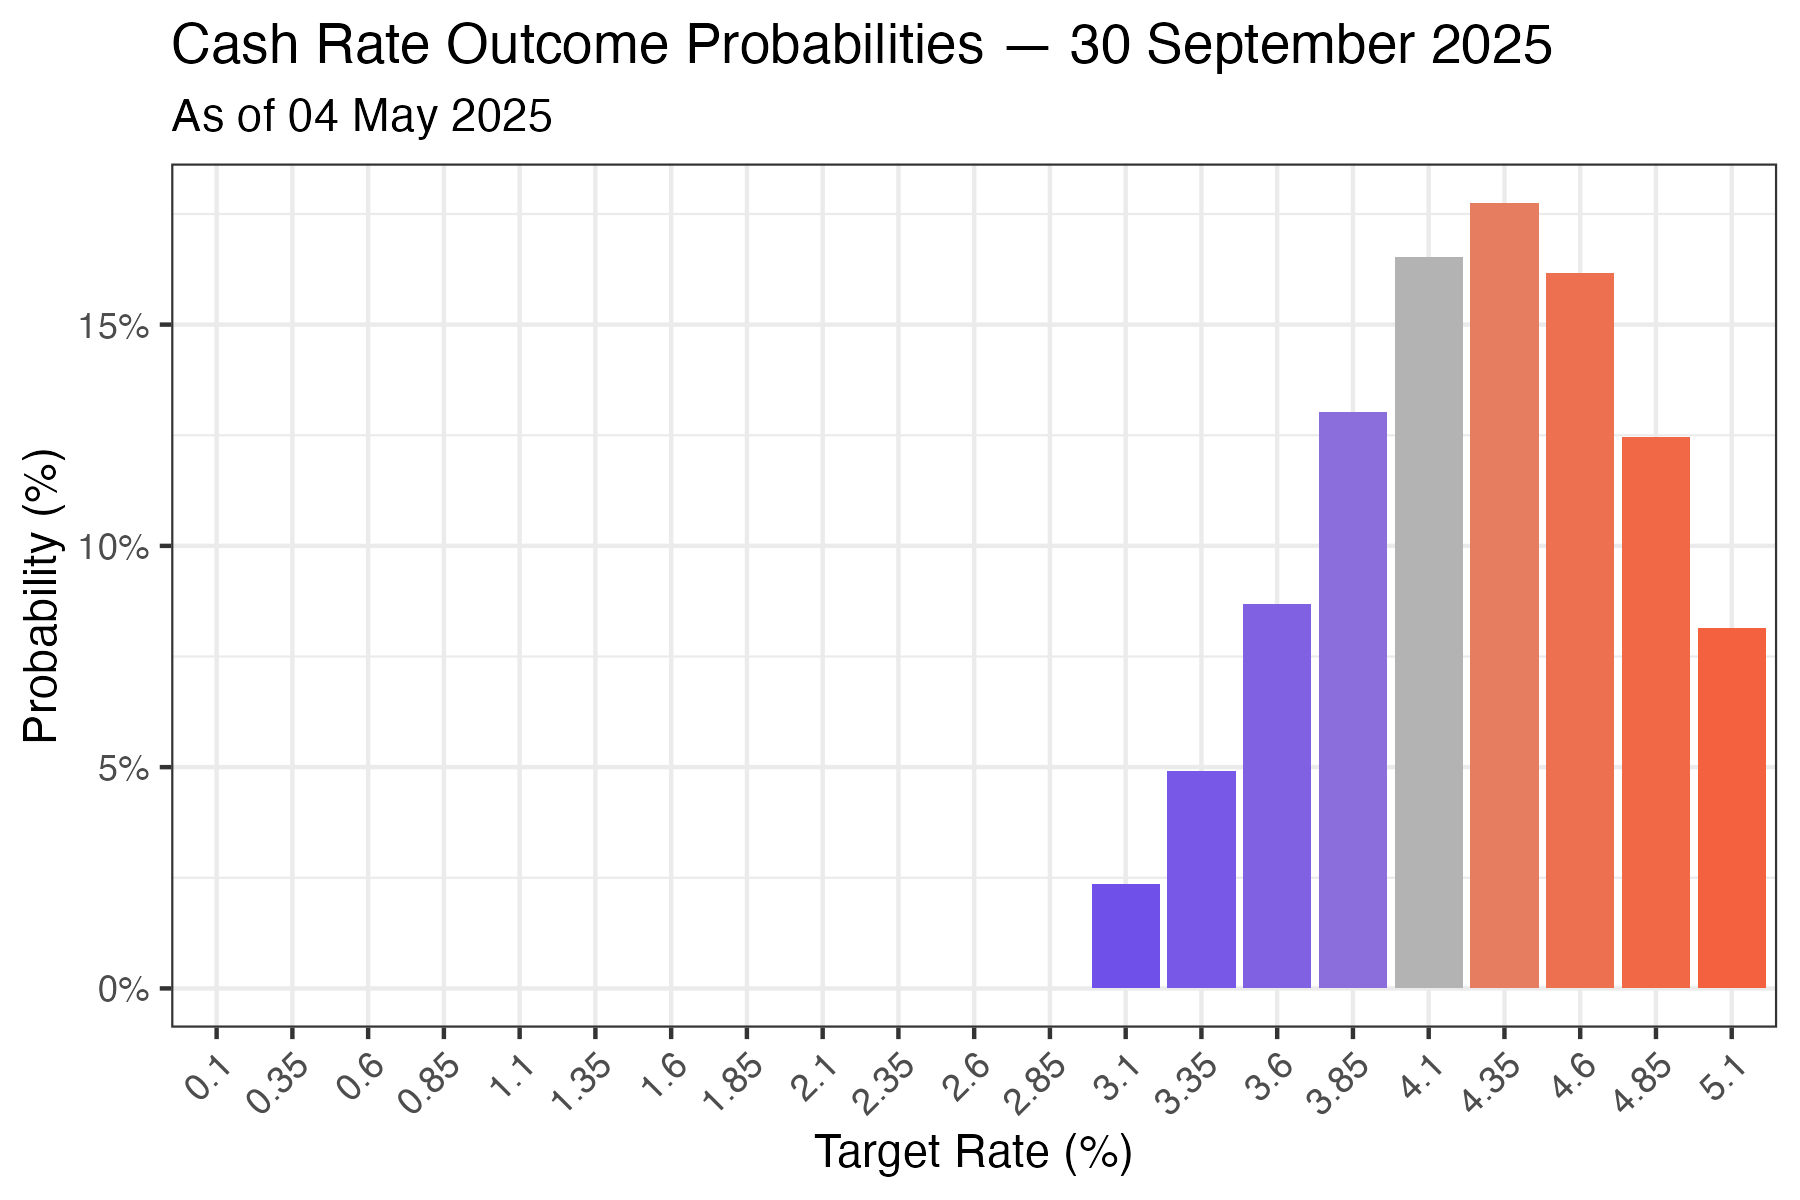 Cash Rate Outcome Probabilities — 30 September 2025
As of 04 May 2025
Probability (%)
15%
10%
5%
0%
0.1 0.35 0.6 0.85 1.1 1.35 1.6 1.85 2.1 2.35 2.6 2.85 3.1 3.35 3.6 3.85 4.1 4.35 4.6 4.85 5.1
Target Rate (%)